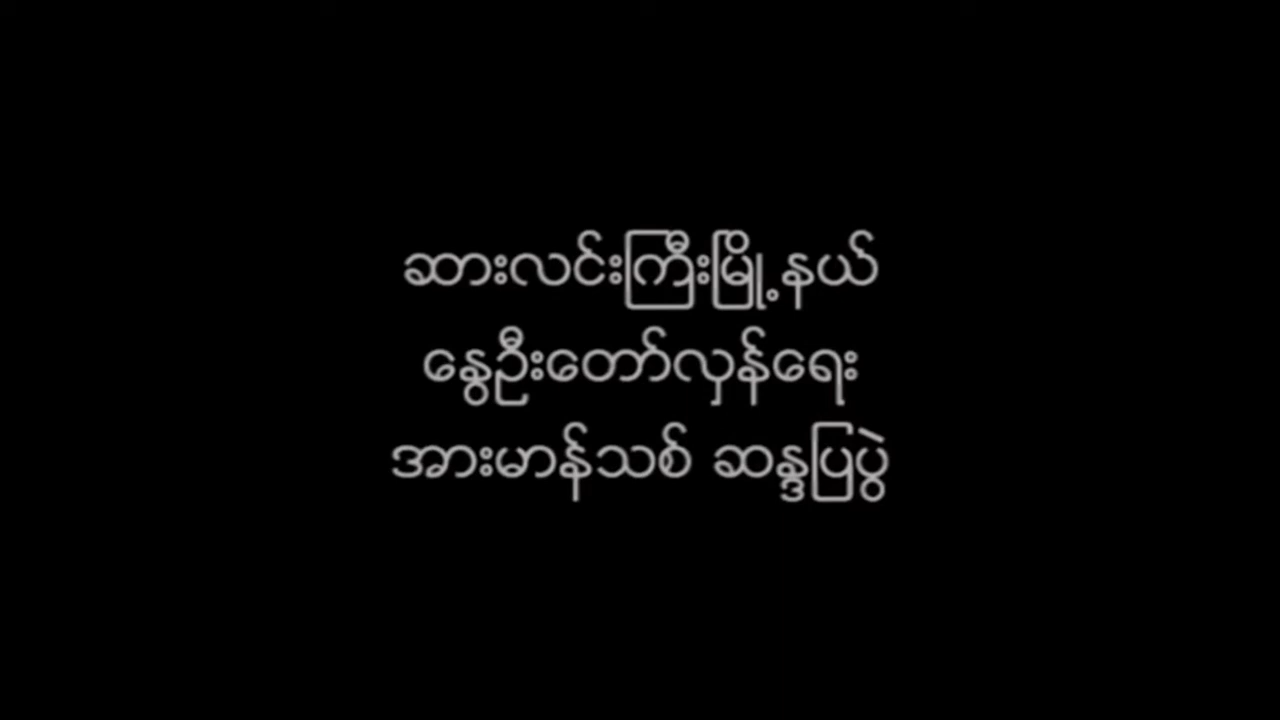 ဆားလင်းကြီးမြို့နယ်
နွေဦးတော်လှန်ရေး
အားမာန်သစ် ဆန္ဒပြပွဲ